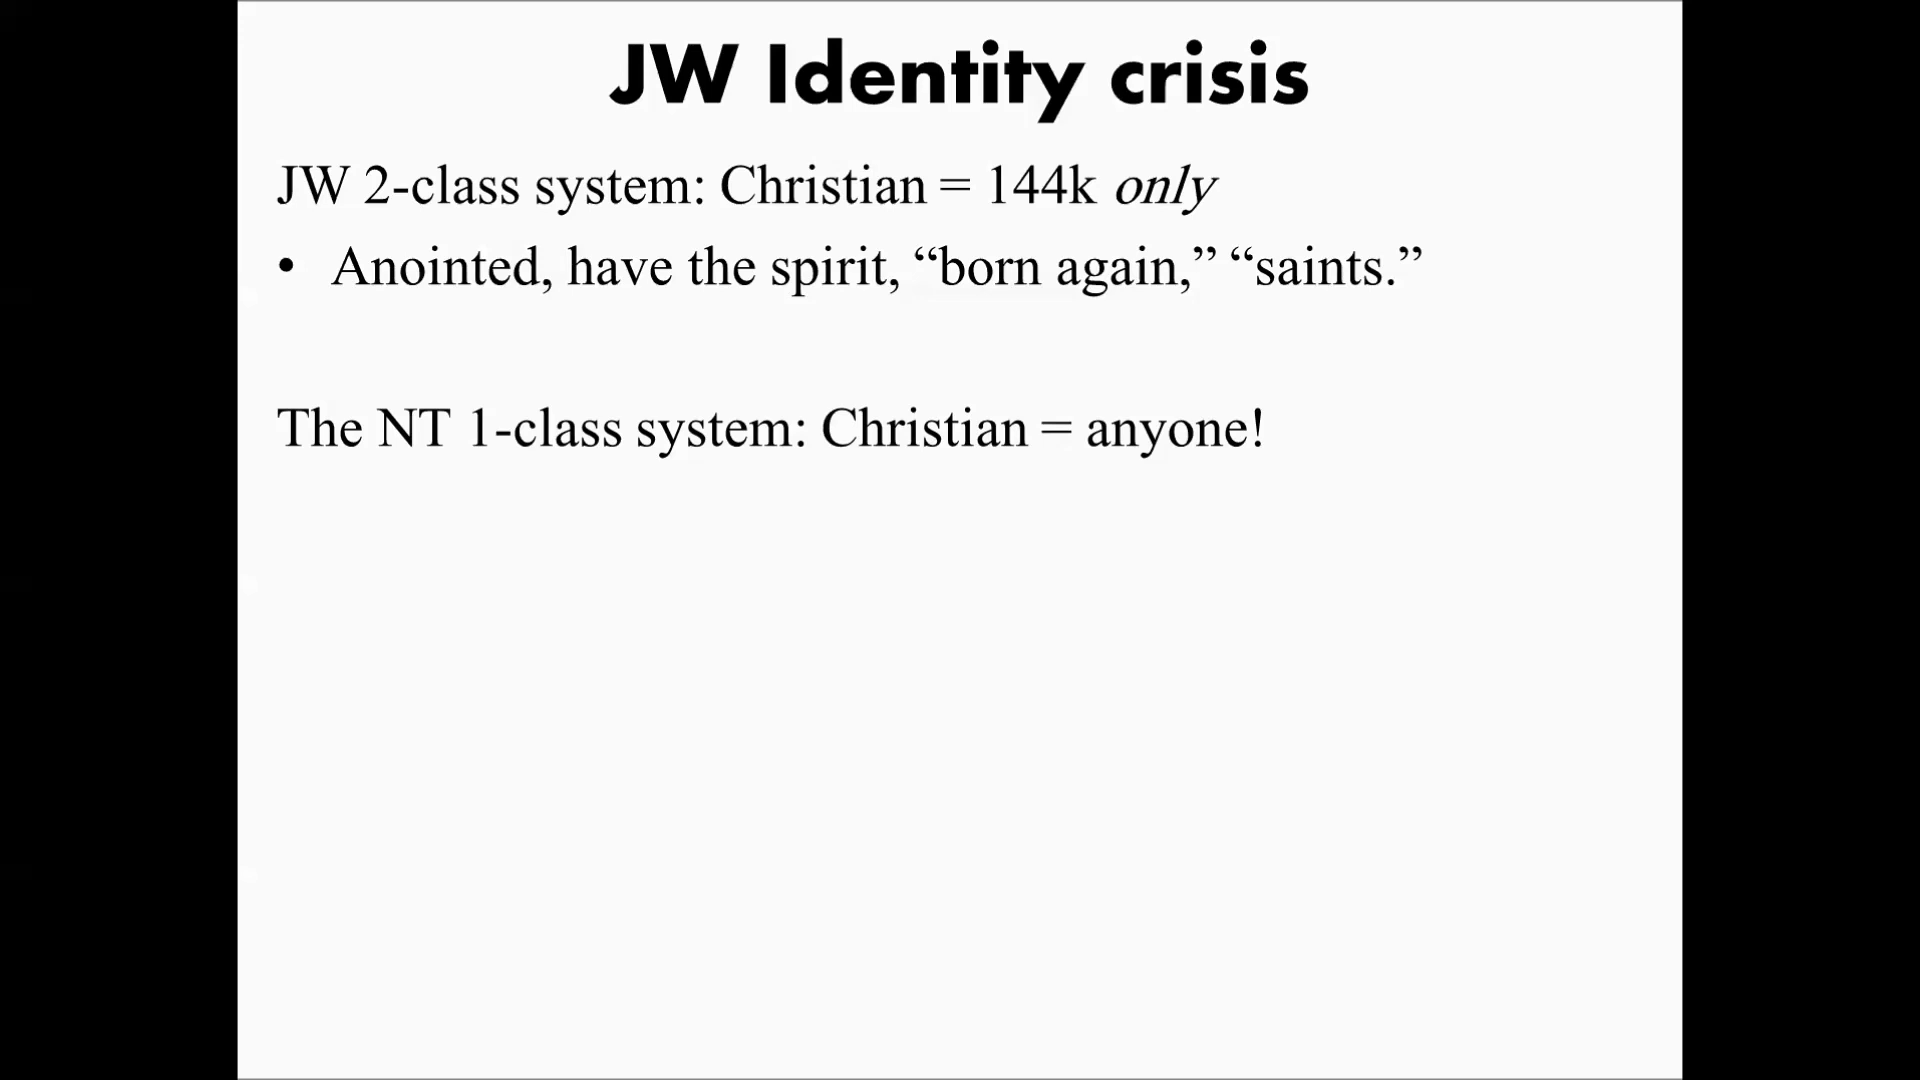 JW Identity crisis
JW 2-class system: Christian = 144k only
• Anointed, have the spirit, “born again,” “saints.”
The NT 1-class system: Christian = anyone!